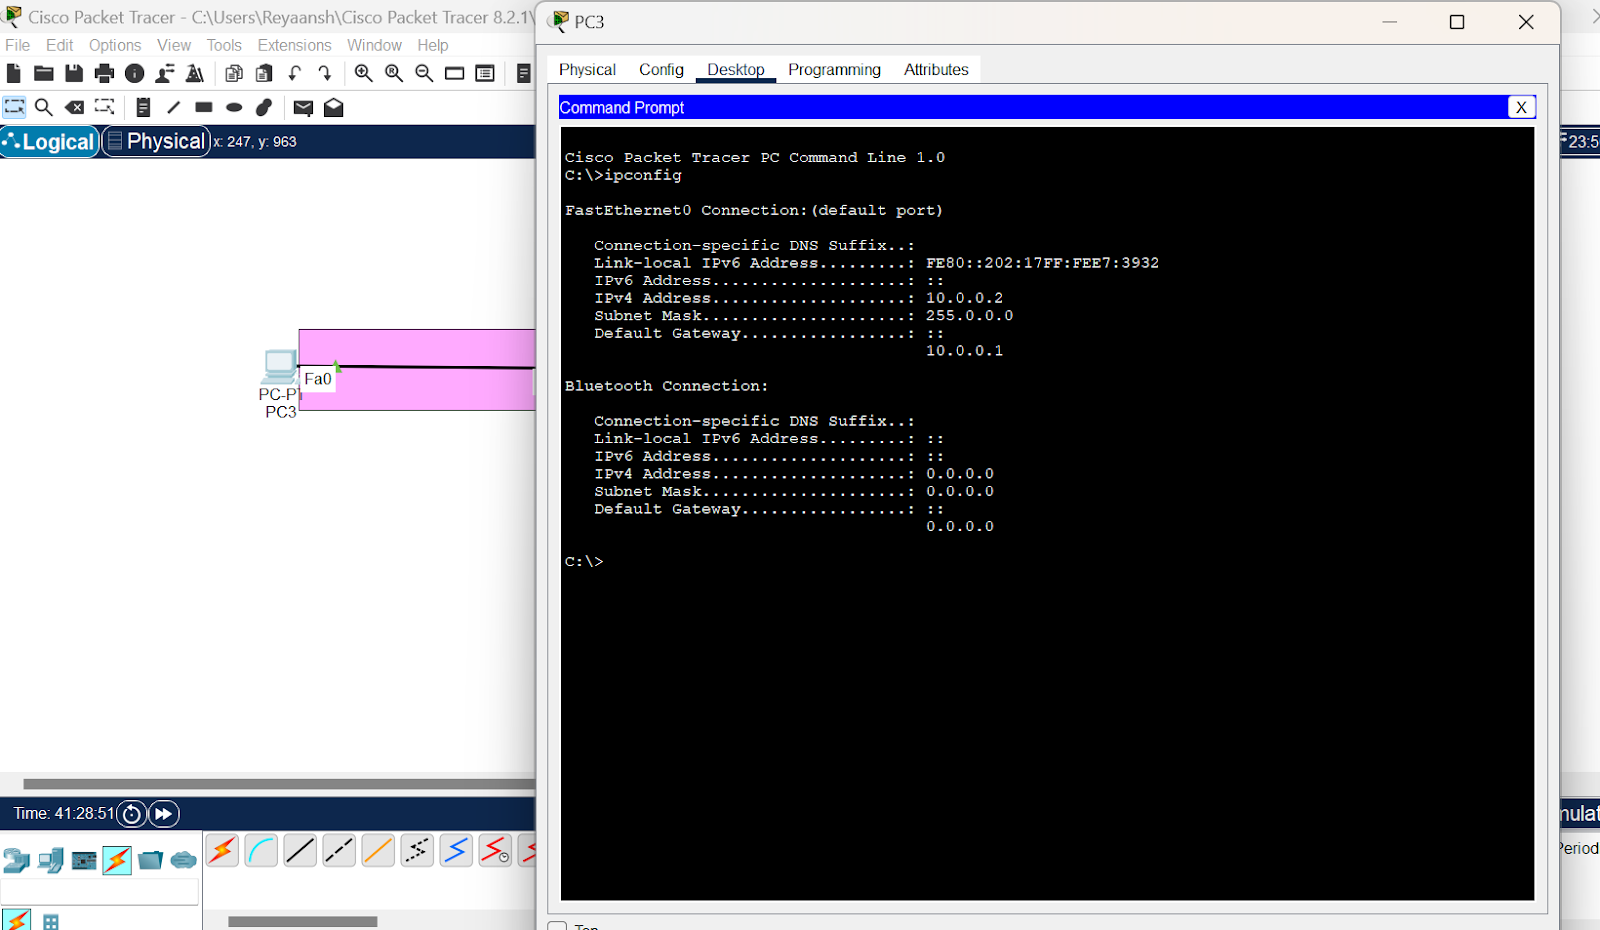 Cisco Packet Tracer - C:\Users\Reyaansh\Cisco Packet Tracer 8.2.1\
File Edit Options View Tools Extensions Window Help
Logical Physical x: 247, y: 963
Fa0
PC3
Time: 41:28:51
PC3
Physical Config Desktop Programming Attributes
Command Prompt X
Cisco Packet Tracer PC Command Line 1.0
C:\>ipconfig
FastEthernet0 Connection:(default port)
Connection-specific DNS Suffix..:
Link-local IPv6 Address.........: FE80::202:17FF:FEE7:3932
IPv6 Address....................: ::
IPv4 Address....................: 10.0.0.2
Subnet Mask.....................: 255.0.0.0
Default Gateway.................: ::
10.0.0.1
Bluetooth Connection:
Connection-specific DNS Suffix..:
Link-local IPv6 Address.........: ::
IPv6 Address....................: ::
IPv4 Address....................: 0.0.0.0
Subnet Mask.....................: 0.0.0.0
Default Gateway.................: ::
0.0.0.0
C:\>